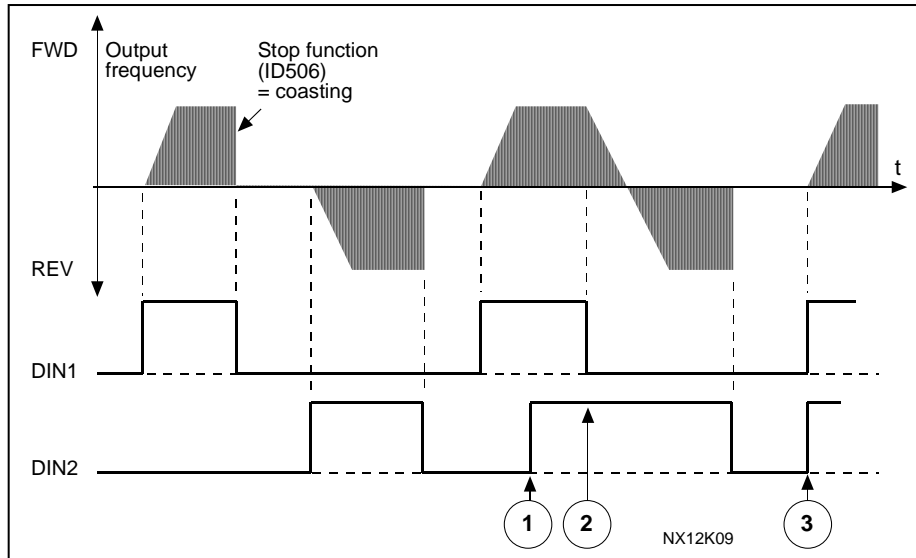 FWD
Output
frequency
Stop function
(ID506)
= coasting
t
REV
DIN1
DIN2
1
2
3
NX12K09